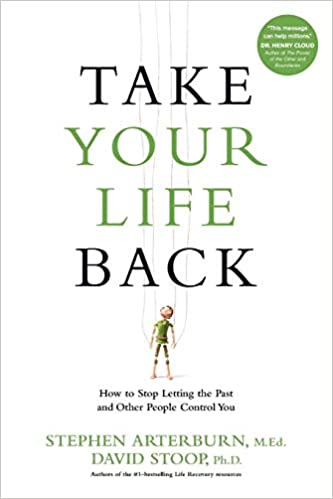 "This message
can help millions."
DR. HENRY CLOUD
Author of The Power
of the Other and
Boundaries
TAKE
YOUR
LIFE
BACK
How to Stop Letting the Past
and Other People Control You
STEPHEN ARTERBURN, M.Ed.
DAVID STOOP, Ph.D.
Authors of the #1-bestselling Life Recovery resources